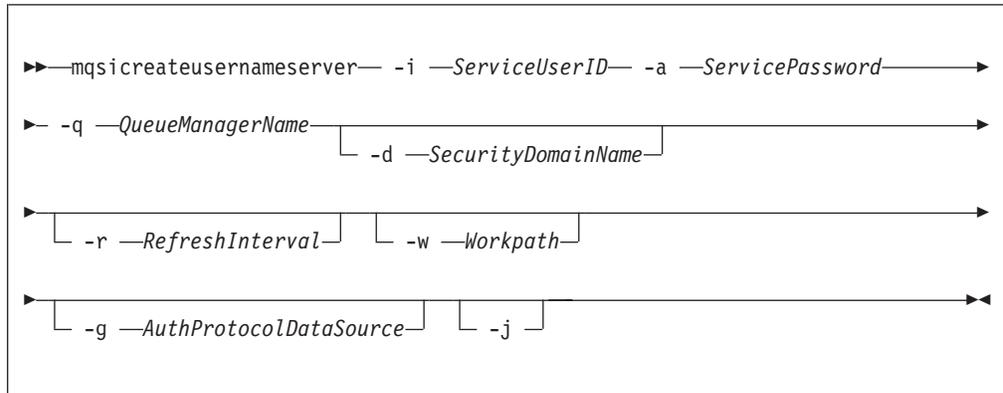 mqsicreateusernameserver -i ServiceUserID -a ServicePassword
-q QueueManagerName
-d SecurityDomainName
-r RefreshInterval -w Workpath
-g AuthProtocolDataSource -j